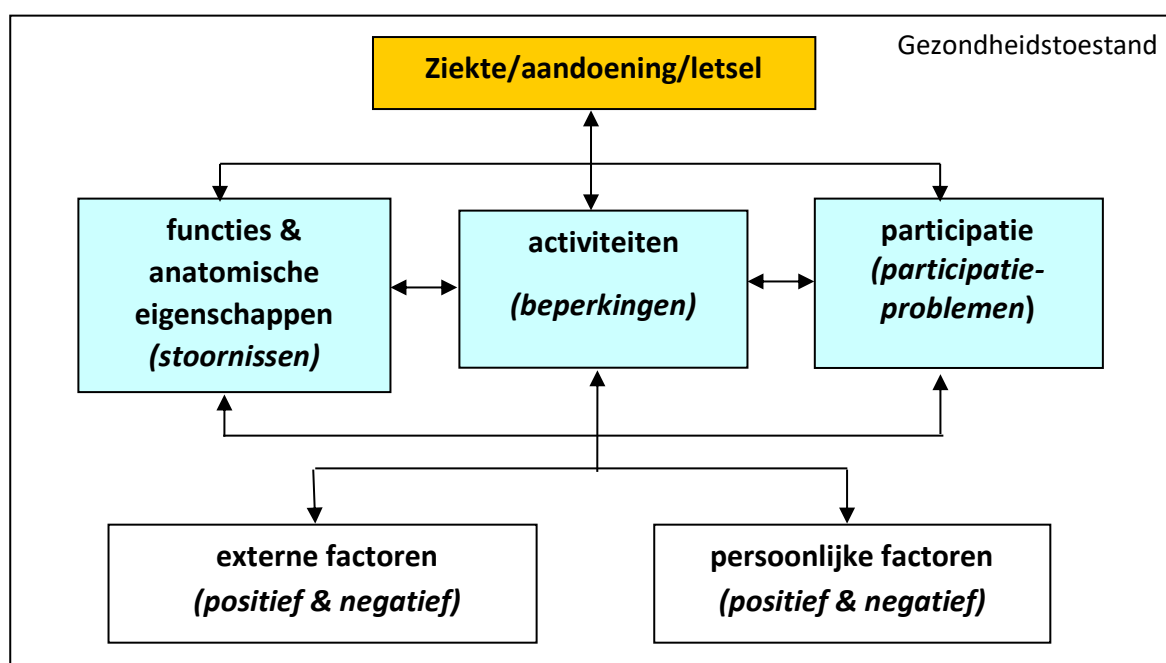 Gezondheidstoestand
Ziekte/aandoening/letsel
functies &
anatomische
eigenschappen
(stoornissen)
activiteiten
(beperkingen)
participatie
(participatie-
problemen)
externe factoren
(positief & negatief)
persoonlijke factoren
(positief & negatief)